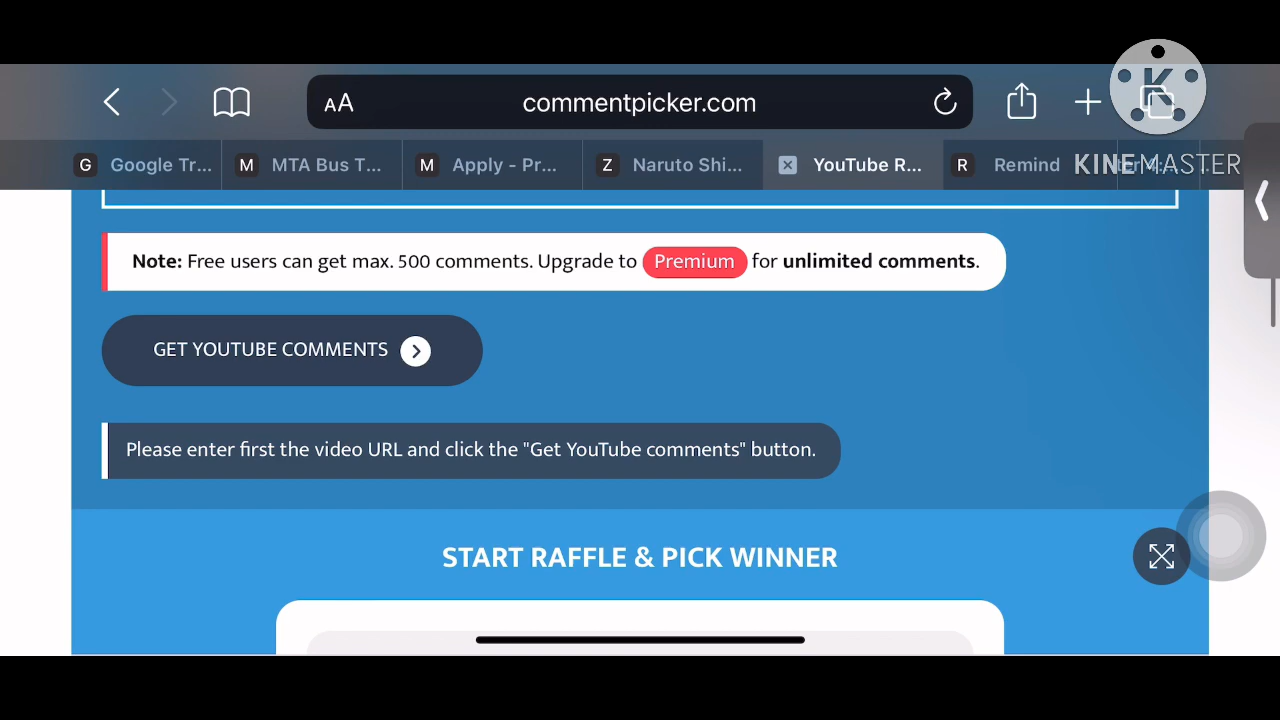 AA commentpicker.com
G Google Tr... M MTA Bus T... M Apply - Pr... Z Naruto Shi... YouTube R... R Remind
KINEMASTER
Note: Free users can get max. 500 comments. Upgrade to Premium for unlimited comments.
GET YOUTUBE COMMENTS
Please enter first the video URL and click the "Get YouTube comments" button.
START RAFFLE & PICK WINNER